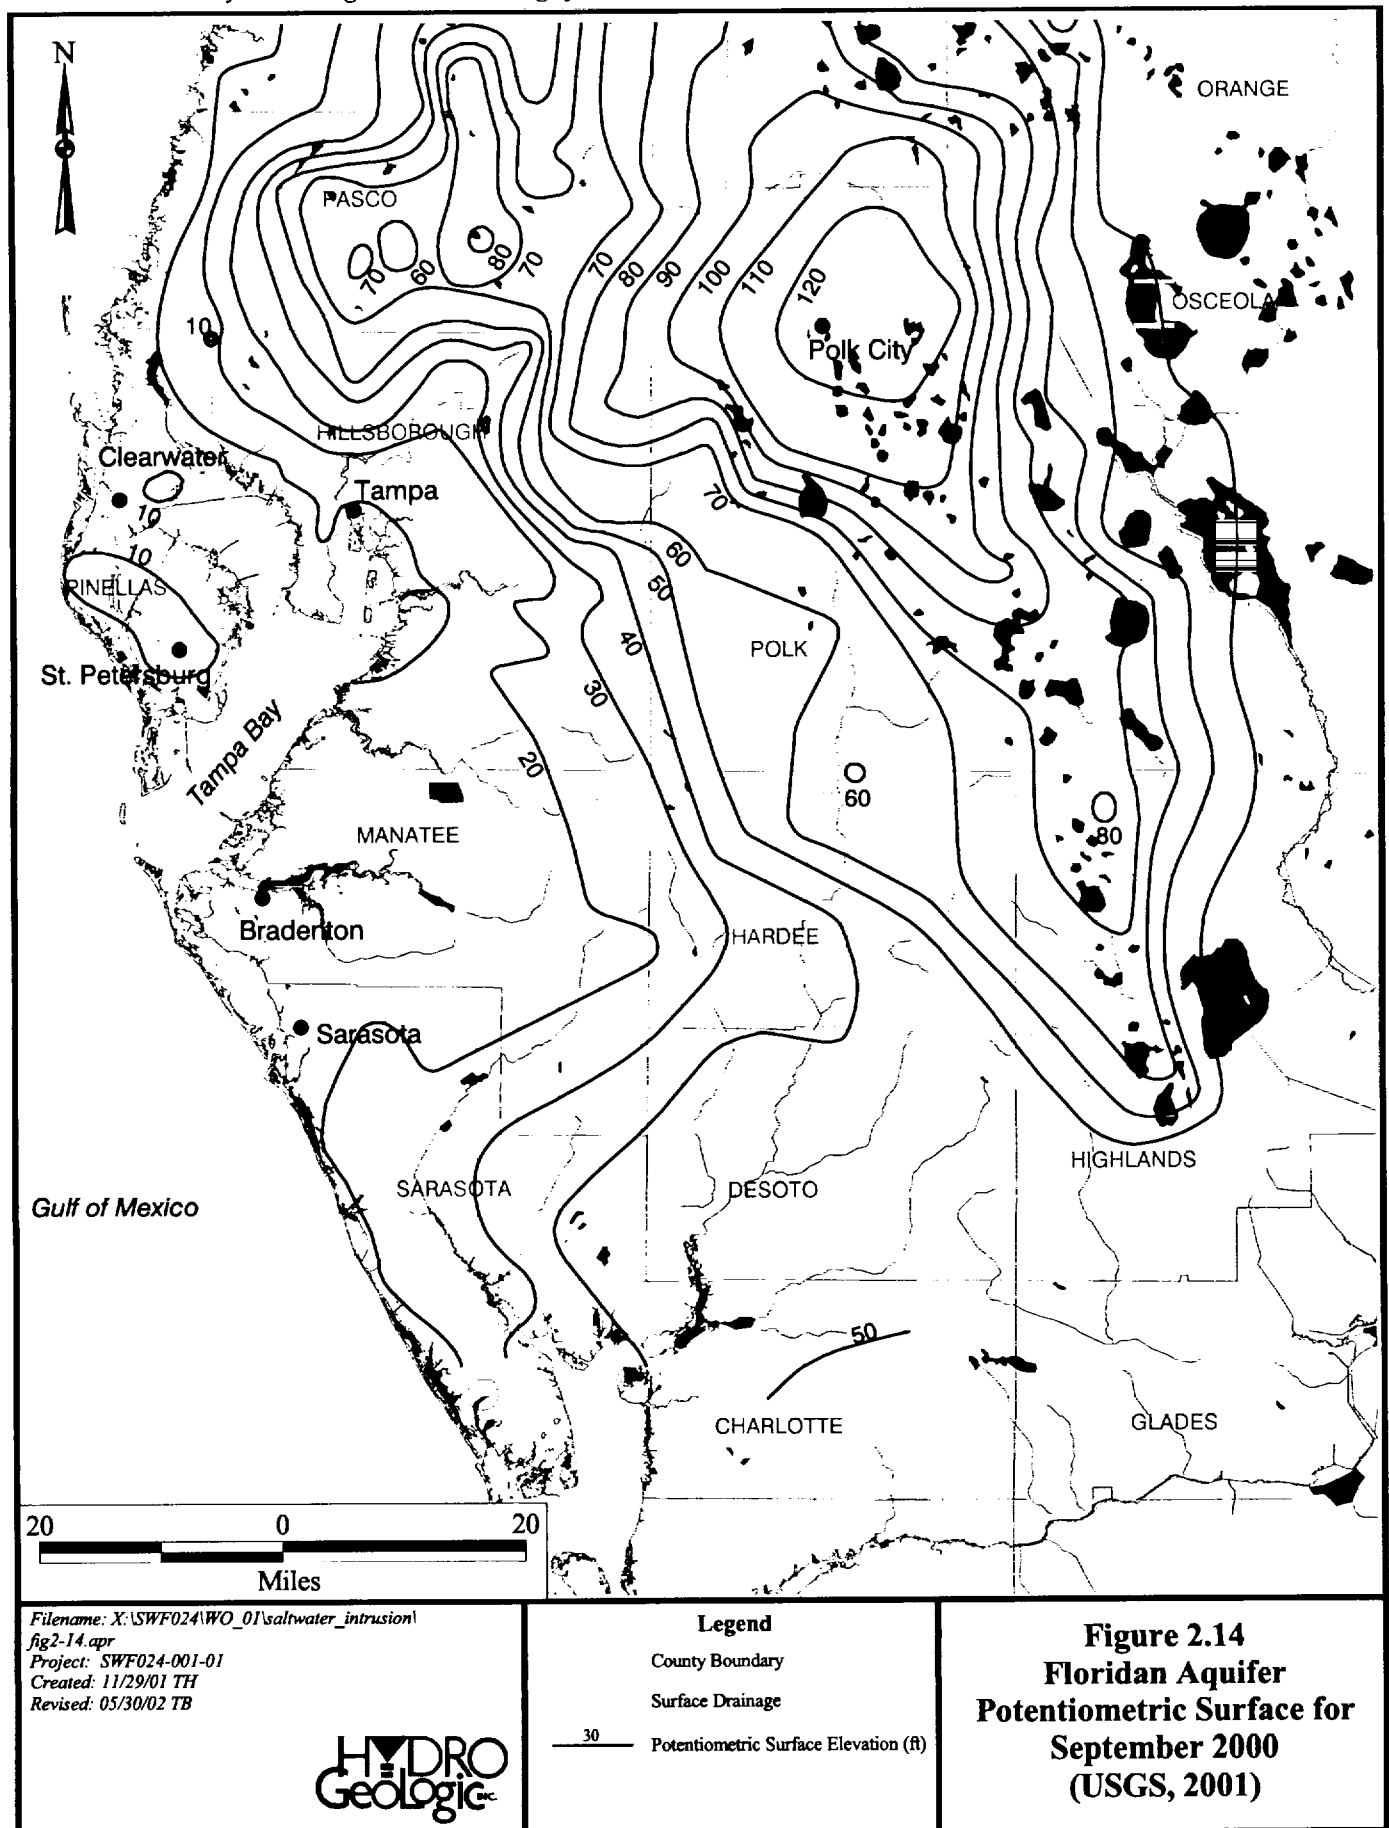 N
ORANGE
PASCO
70
60
80
70
70
80
90
100
110
120
OSCEOLA
10
Polk City
HILLSBOROUGH
Clearwater
Tampa
10
70
10
60
PINELLAS
50
40
POLK
St. Petersburg
30
Tampa Bay
20
60
MANATEE
80
Bradenton
HARDEE
Sarasota
HIGHLANDS
SARASOTA
DESOTO
Gulf of Mexico
50
CHARLOTTE
GLADES
20 0 20
Miles
Filename: X:\SWF024\WO_01\saltwater_intrusion\
fig2-14.apr
Project: SWF024-001-01
Created: 11/29/01 TH
Revised: 05/30/02 TB
HYDRO
GeoLogic INC.
Legend
County Boundary
Surface Drainage
30 Potentiometric Surface Elevation (ft)
Figure 2.14
Floridan Aquifer
Potentiometric Surface for
September 2000
(USGS, 2001)